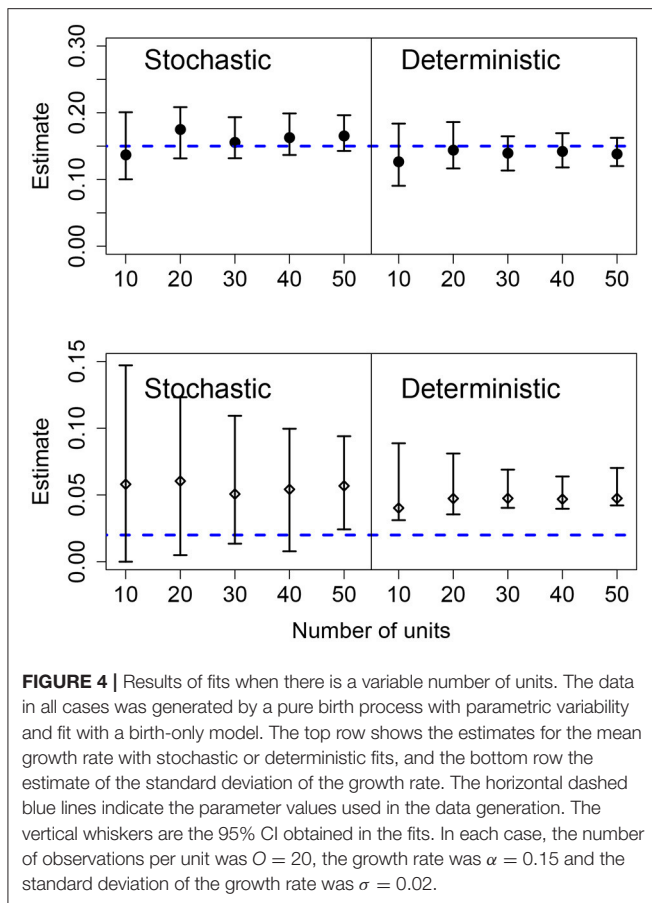 Stochastic Deterministic
Estimate
0.00 0.10 0.20 0.30
10 20 30 40 50 10 20 30 40 50
Stochastic Deterministic
Estimate
0.00 0.05 0.10 0.15
10 20 30 40 50 10 20 30 40 50
Number of units
FIGURE 4 | Results of fits when there is a variable number of units. The data
in all cases was generated by a pure birth process with parametric variability
and fit with a birth-only model. The top row shows the estimates for the mean
growth rate with stochastic or deterministic fits, and the bottom row the
estimate of the standard deviation of the growth rate. The horizontal dashed
blue lines indicate the parameter values used in the data generation. The
vertical whiskers are the 95% CI obtained in the fits. In each case, the number
of observations per unit was O = 20, the growth rate was α = 0.15 and the
standard deviation of the growth rate was σ = 0.02.